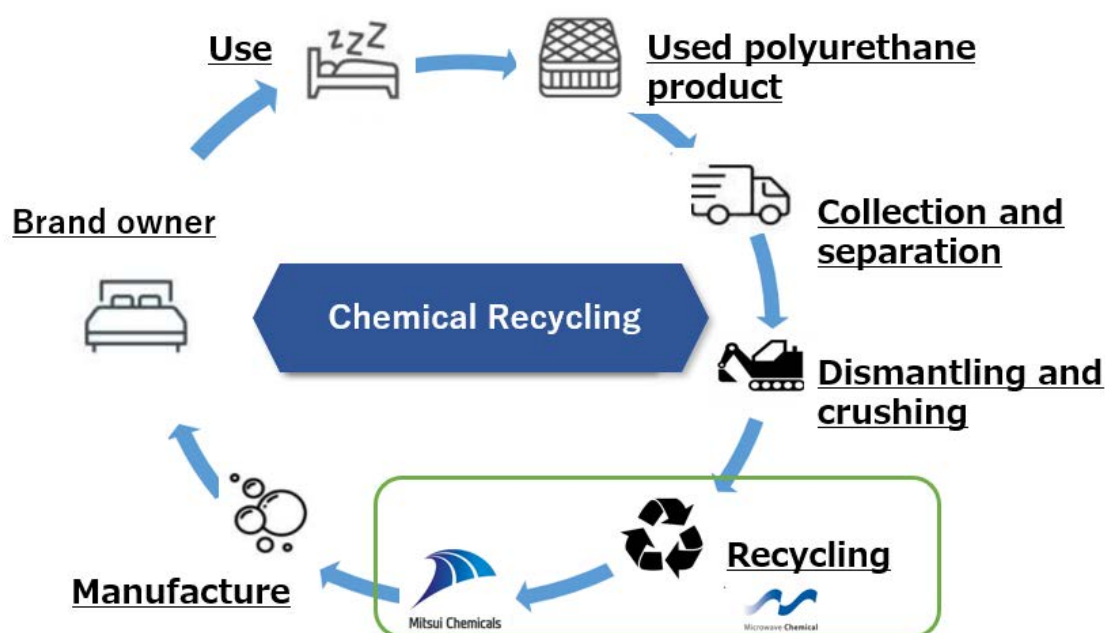 Use
zzz
Used polyurethane
product
Collection and
separation
Brand owner
Chemical Recycling
Dismantling and
crushing
Recycling
Manufacture
Mitsui Chemicals
Microwave Chemical